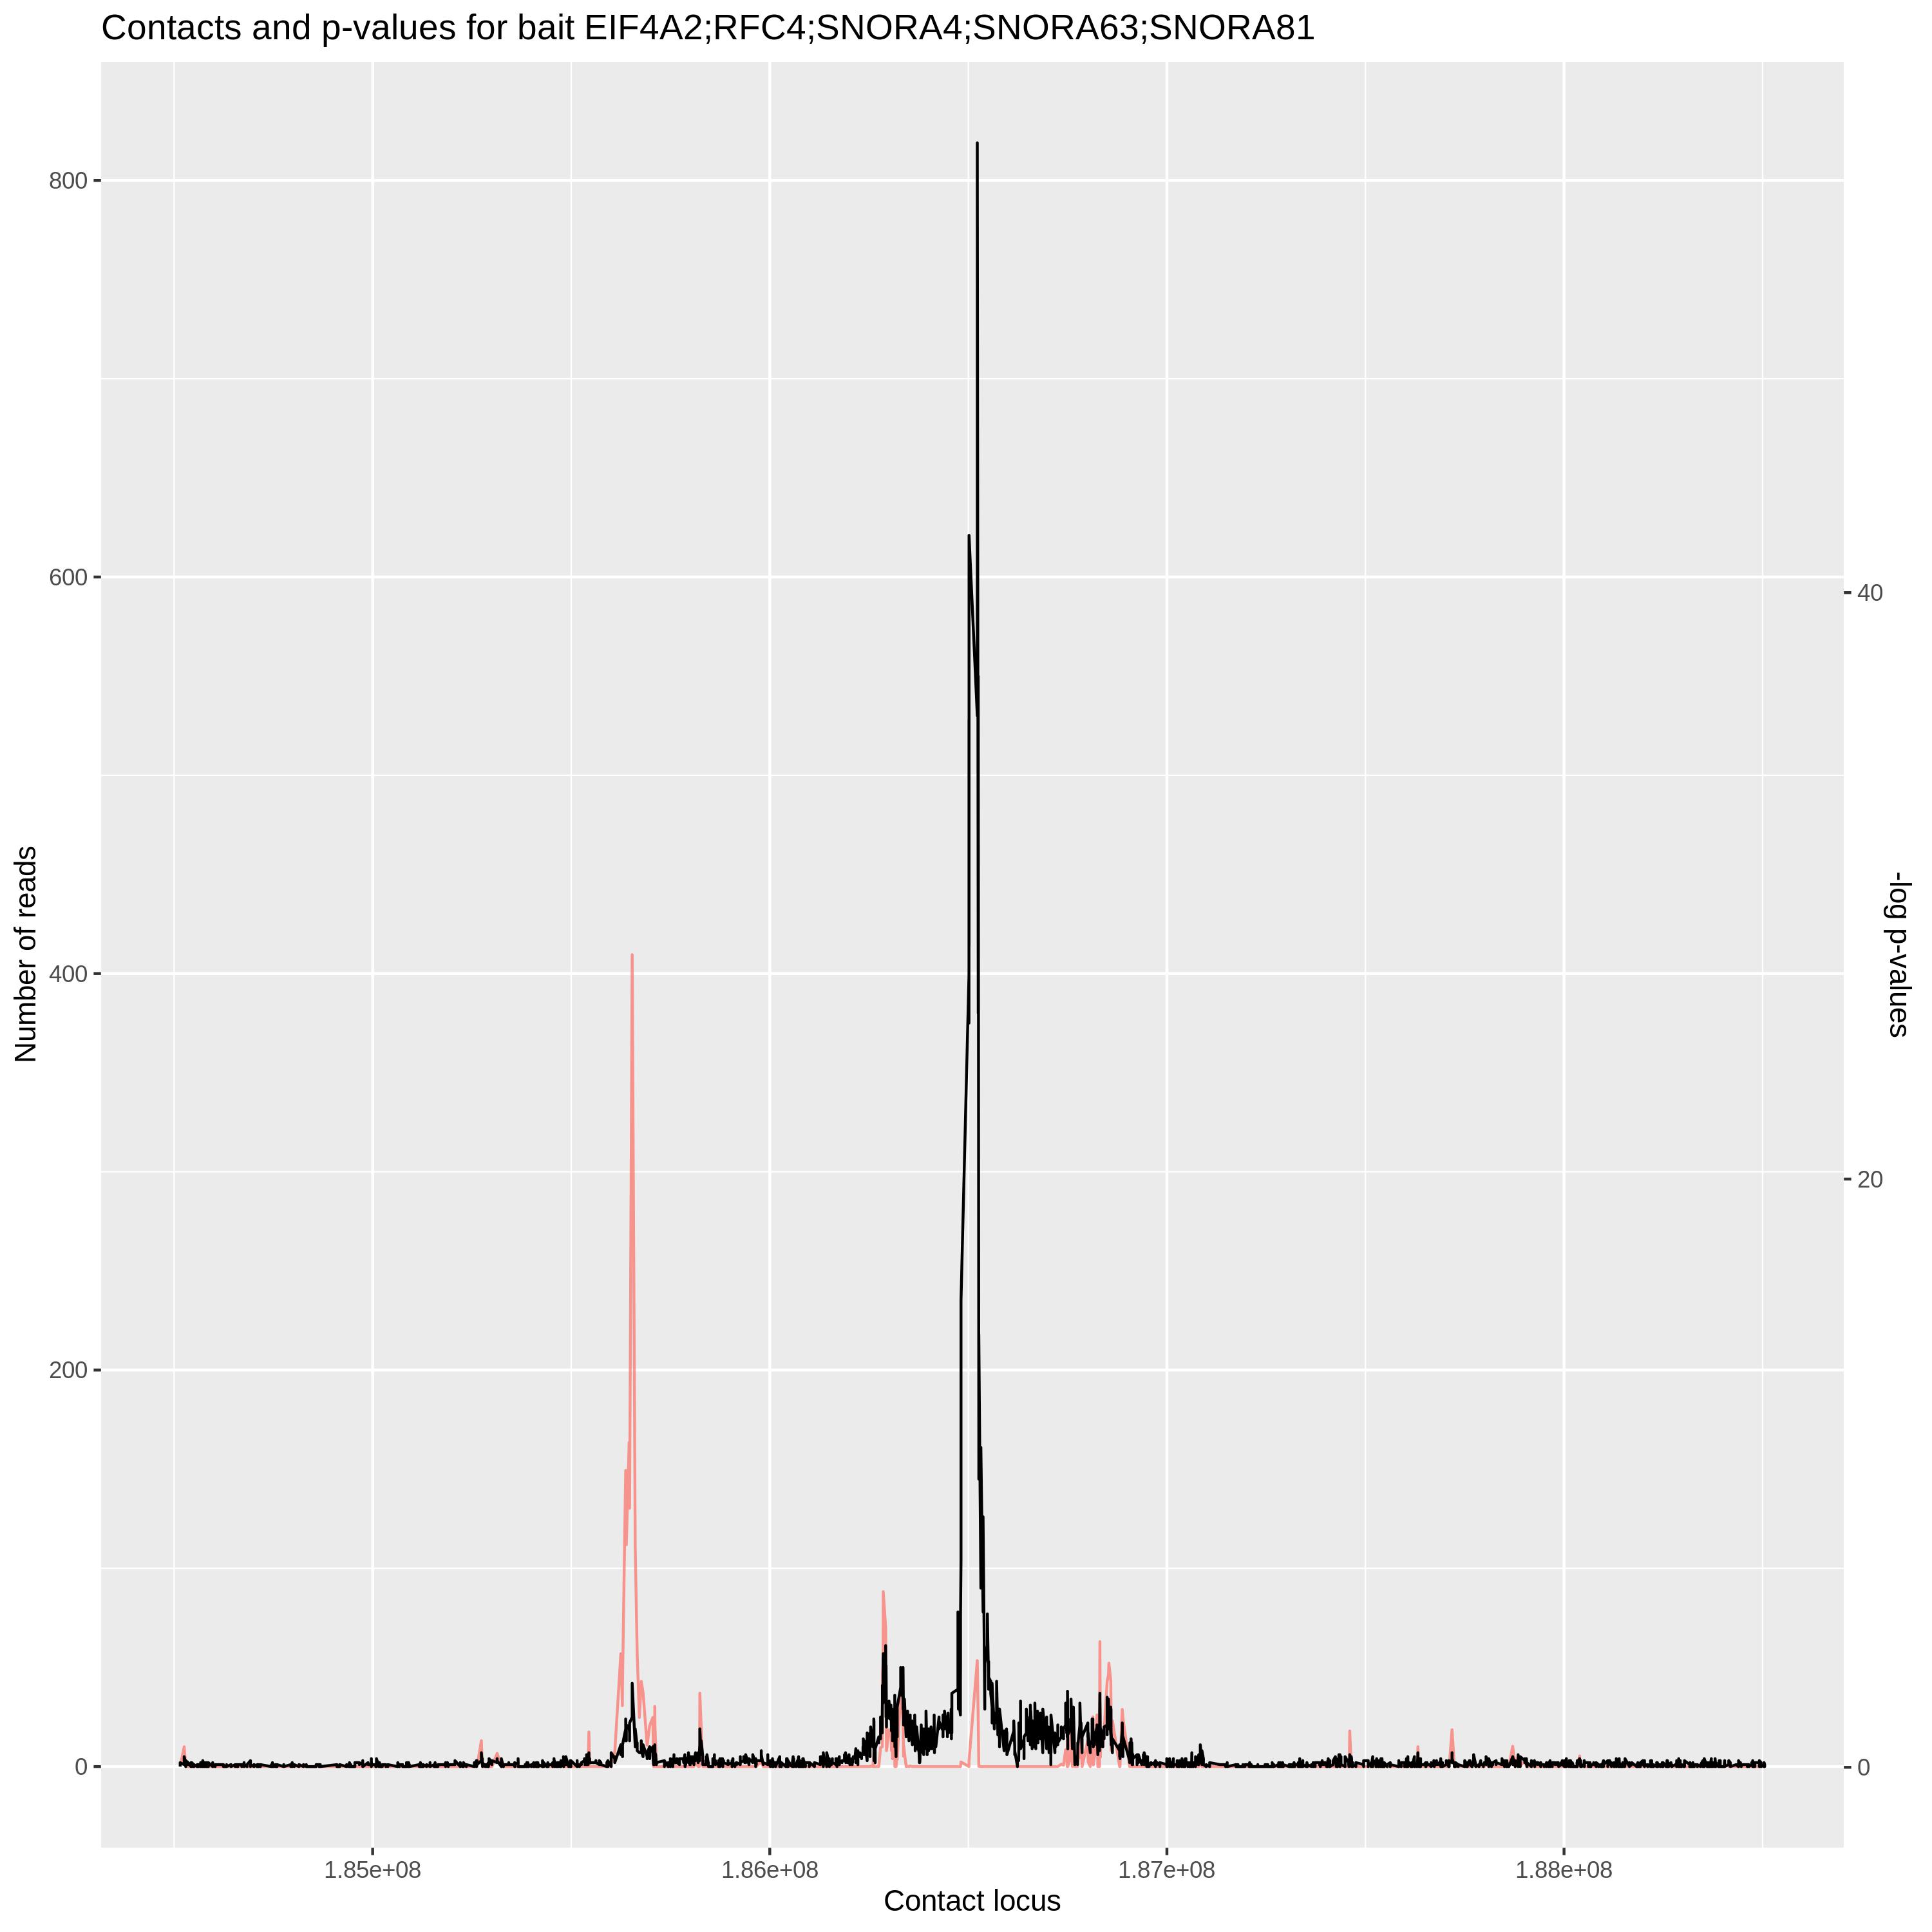 Contacts and p-values for bait EIF4A2;RFC4;SNORA4;SNORA63;SNORA81
800
600
400
200
0
Number of reads
40
20
0
-log p-values
1.85e+08
1.86e+08
1.87e+08
1.88e+08
Contact locus